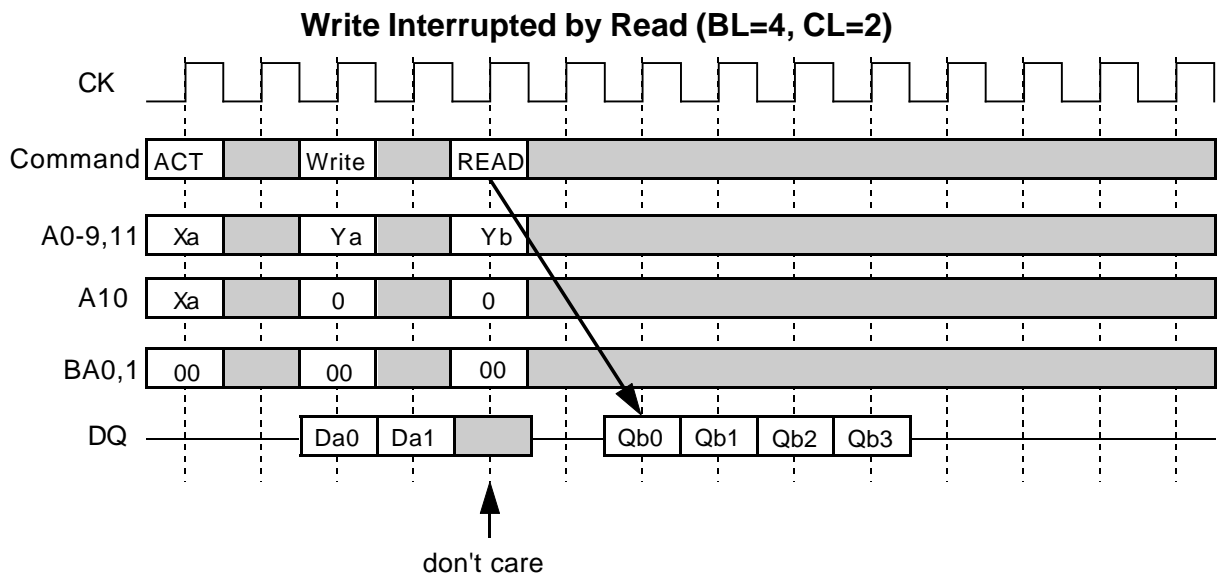 Write Interrupted by Read (BL=4, CL=2)
CK
Command ACT Write READ
A0-9,11 Xa Ya Yb
A10 Xa 0 0
BA0,1 00 00 00
DQ Da0 Da1 Qb0 Qb1 Qb2 Qb3
don't care